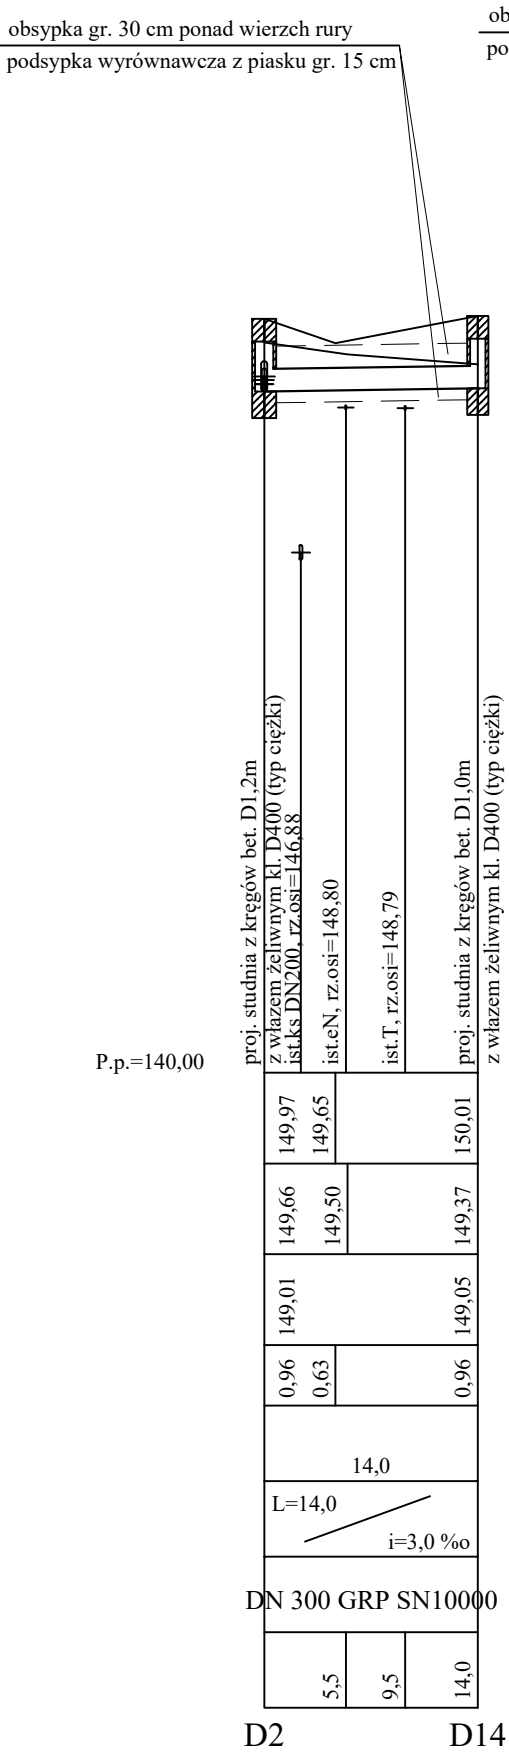 obsypka gr. 30 cm ponad wierzch rury
podsypka wyrównawcza z piasku gr. 15 cm
ob
po
proj. studnia z kręgów bet. D1,2m
z włazem żeliwnym kl. D400 (typ ciężki)
ist.ks DN200, rz.osi=146,88
ist.eN, rz.osi=148,80
ist.T, rz.osi=148,79
proj. studnia z kręgów bet. D1,0m
z włazem żeliwnym kl. D400 (typ ciężki)
P.p.=140,00
149,97 149,65 150,01
149,66 149,50 149,37
149,01 149,05
0,96 0,63 0,96
14,0
L=14,0
i=3,0 %o
DN 300 GRP SN10000
5,5 9,5 14,0
D2 D14